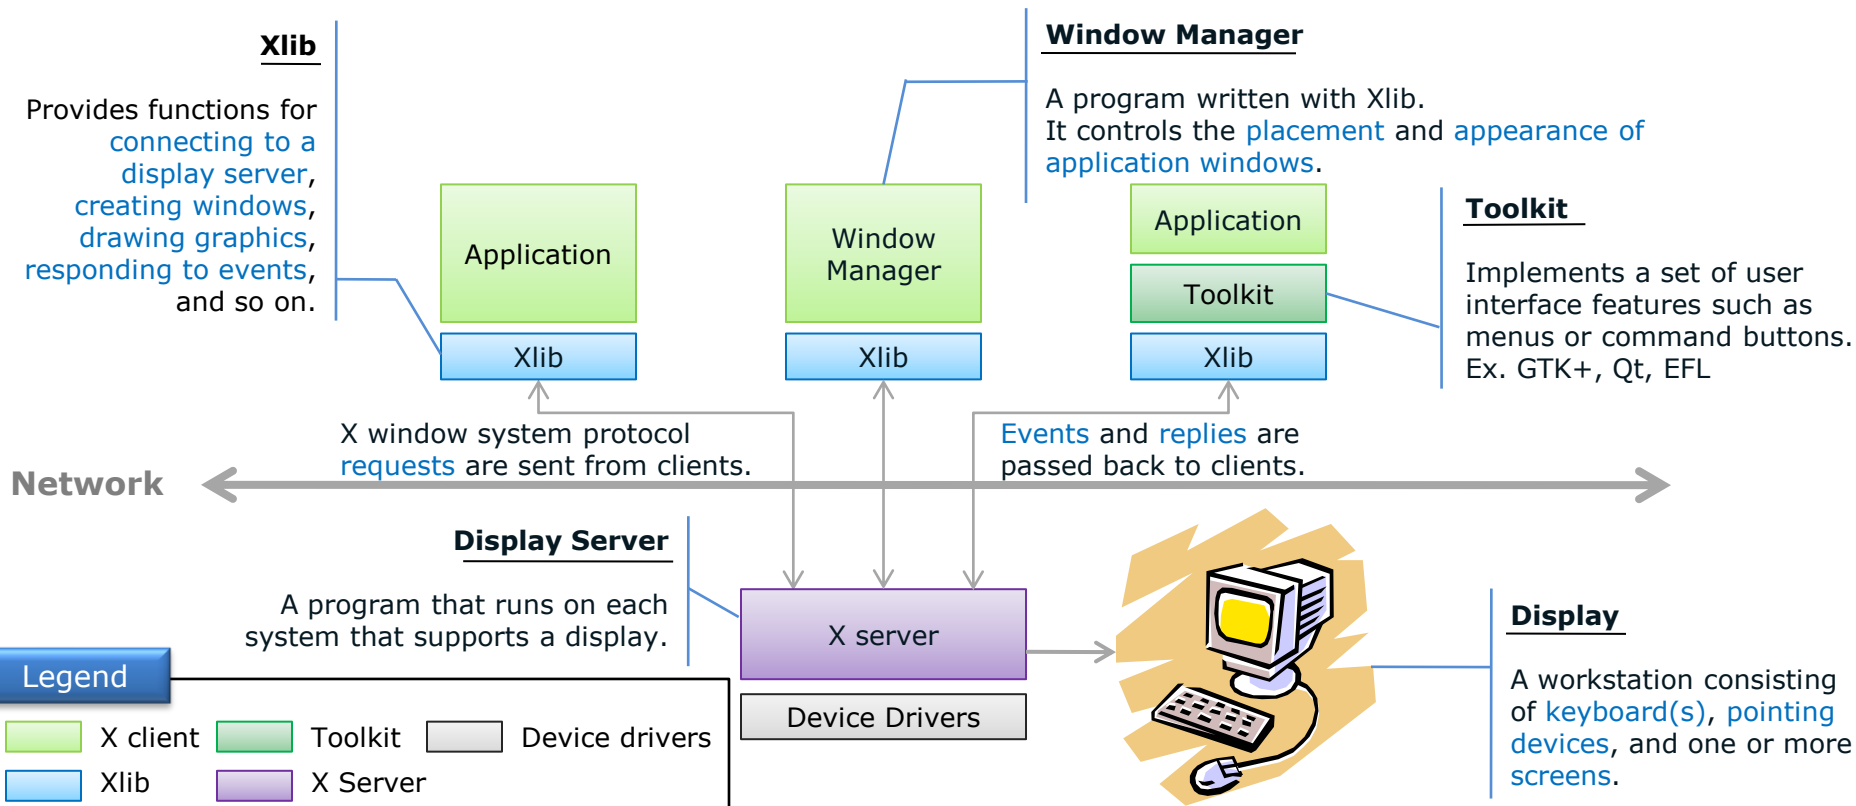 Xlib
Provides functions for
connecting to a
display server,
creating windows,
drawing graphics,
responding to events,
and so on.
Window Manager
A program written with Xlib.
It controls the placement and appearance of
application windows.
Application
Xlib
Window
Manager
Xlib
Application
Toolkit
Xlib
Toolkit
Implements a set of user
interface features such as
menus or command buttons.
Ex. GTK+, Qt, EFL
X window system protocol
requests are sent from clients.
Events and replies are
passed back to clients.
Network
Display Server
A program that runs on each
system that supports a display.
X server
Device Drivers
Display
A workstation consisting
of keyboard(s), pointing
devices, and one or more
screens.
Legend
X client
Toolkit
Device drivers
Xlib
X Server